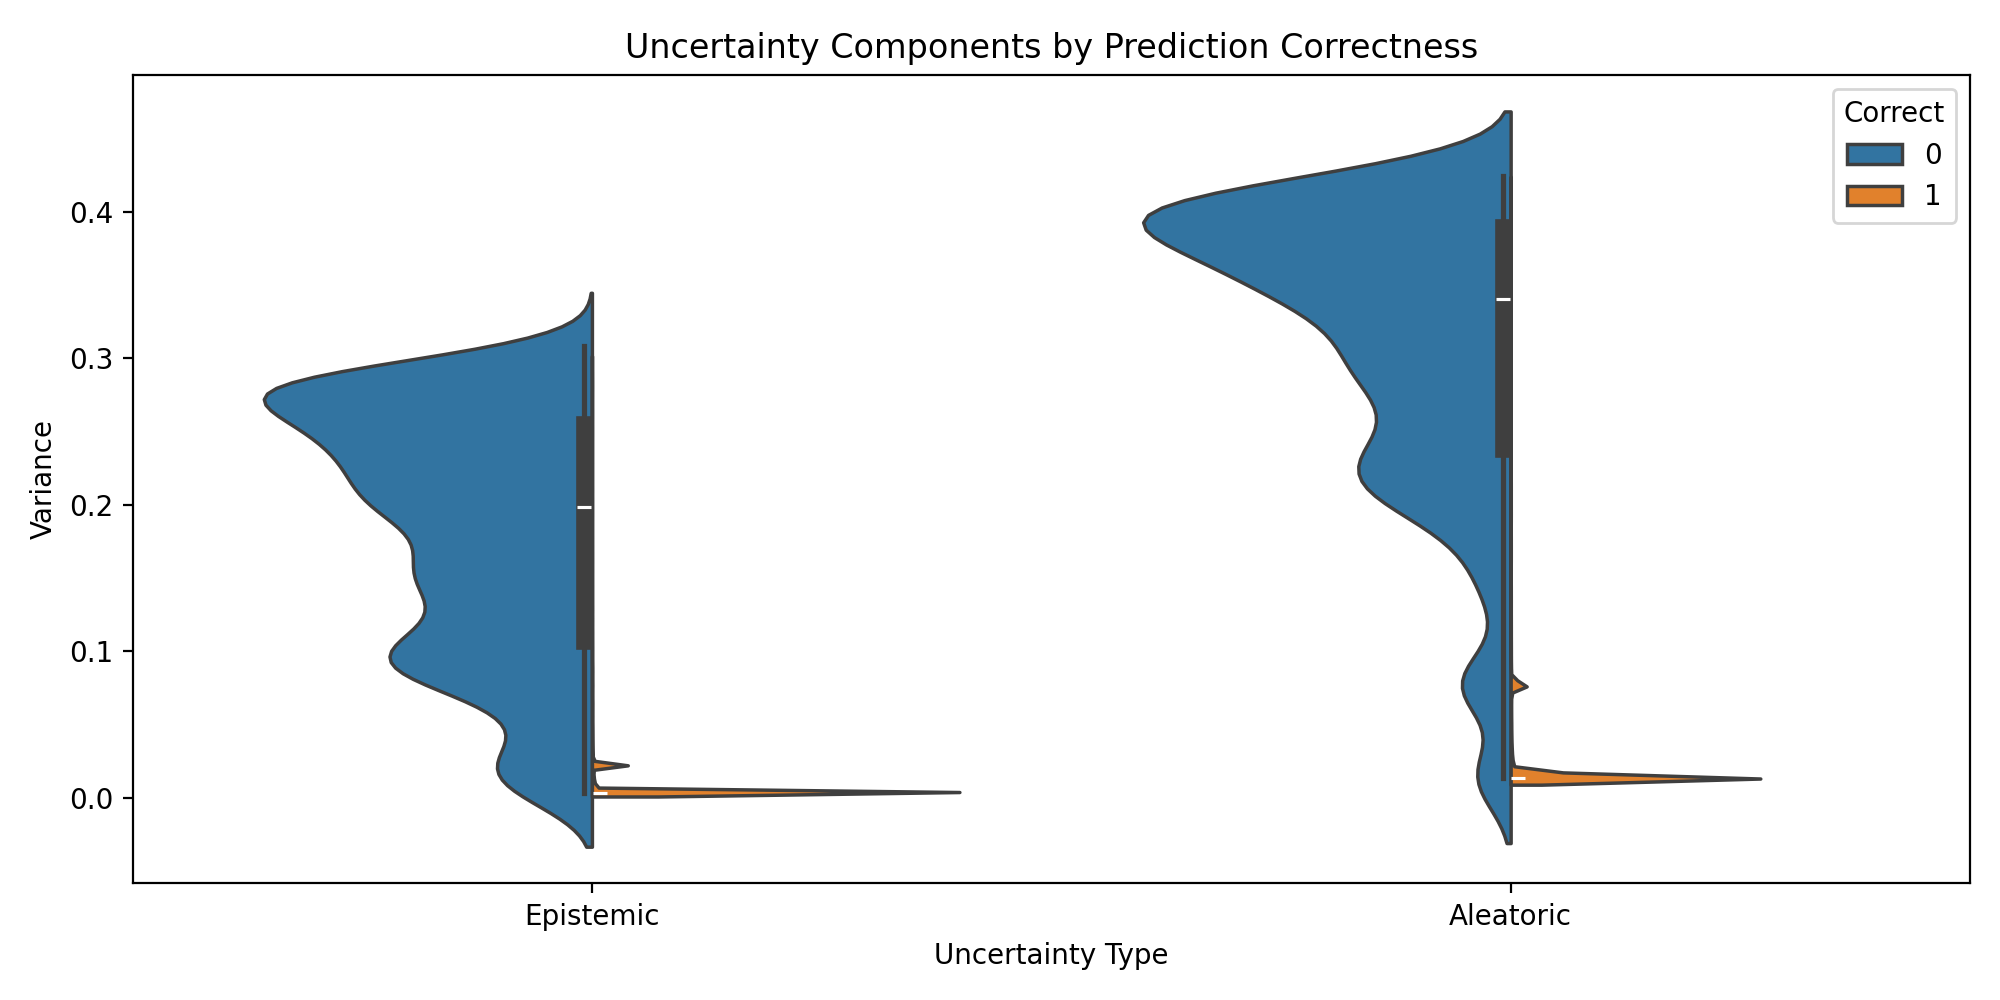 Uncertainty Components by Prediction Correctness
Correct
0
1
0.4
0.3
0.2
0.1
0.0
Variance
Epistemic
Aleatoric
Uncertainty Type